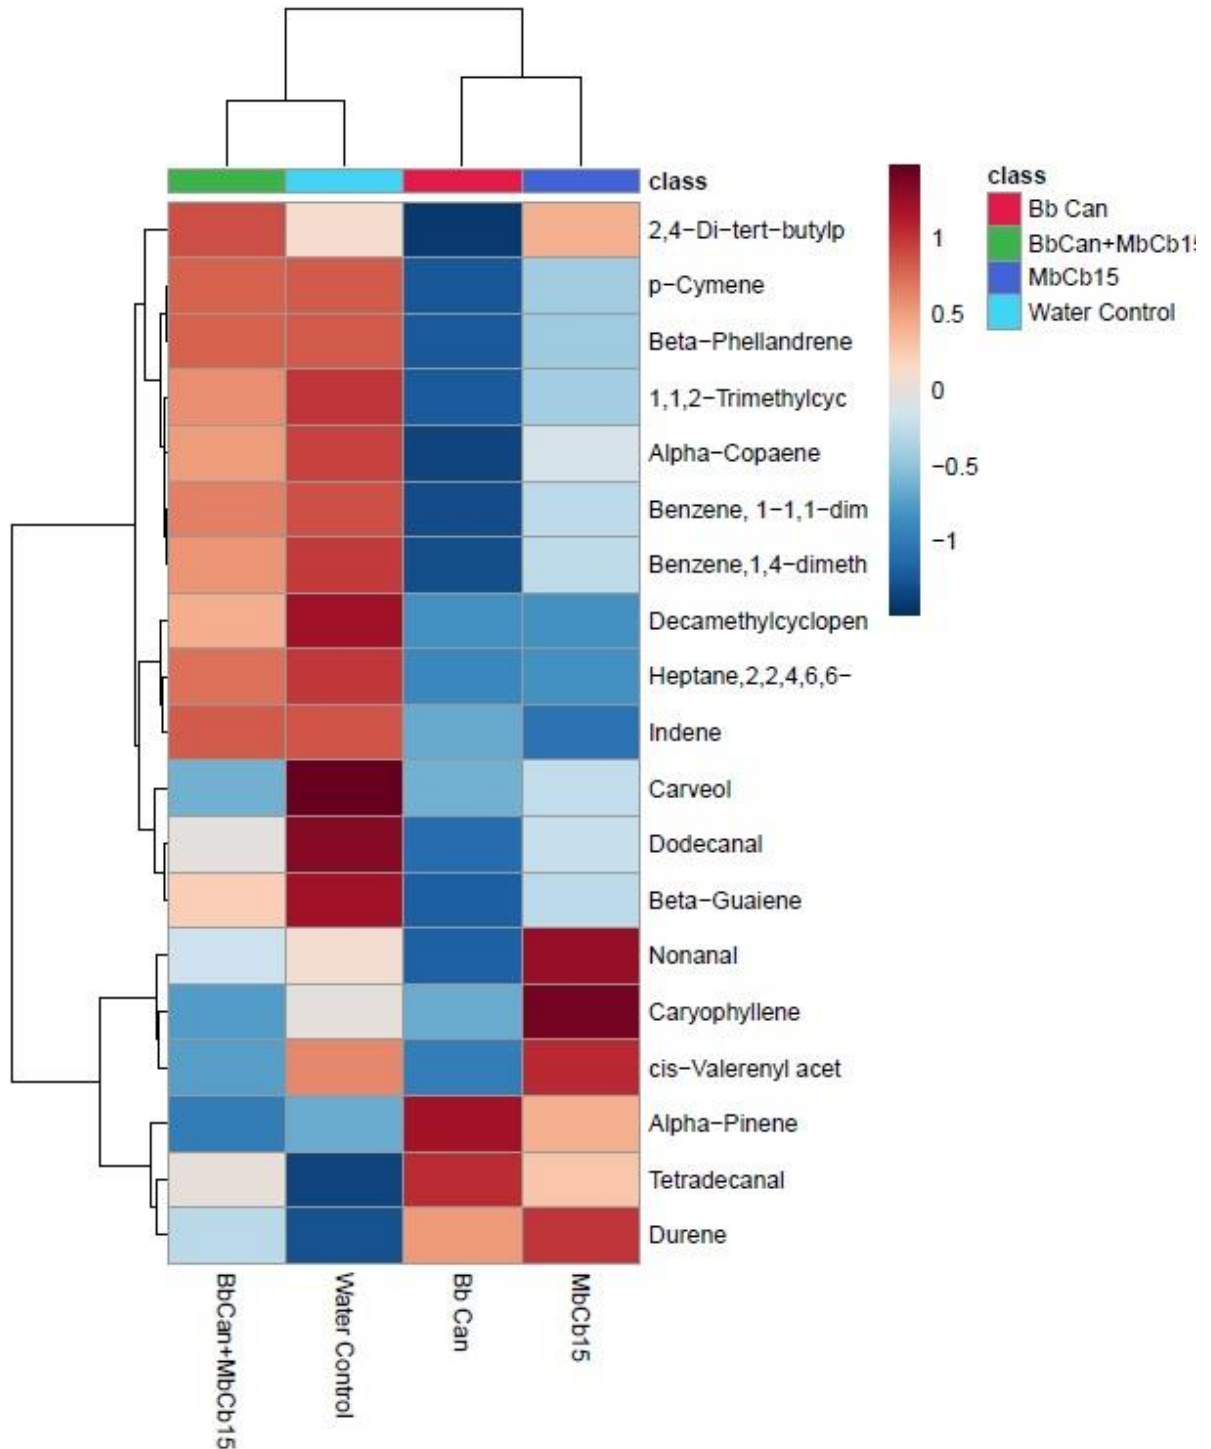 class
2,4-Di-tert-butylp
p-Cymene
Beta-Phellandrene
1,1,2-Trimethylcyc
Alpha-Copaene
Benzene, 1-1,1-dim
Benzene,1,4-dimeth
Decamethylcyclopen
Heptane,2,2,4,6,6-
Indene
Carveol
Dodecanal
Beta-Guaiene
Nonanal
Caryophyllene
cis-Valerenyl acet
Alpha-Pinene
Tetradecanal
Durene
BbCan+MbCb15
Water Control
Bb Can
MbCb15
1
0.5
0
-0.5
-1
class
Bb Can
BbCan+MbCb15
MbCb15
Water Control